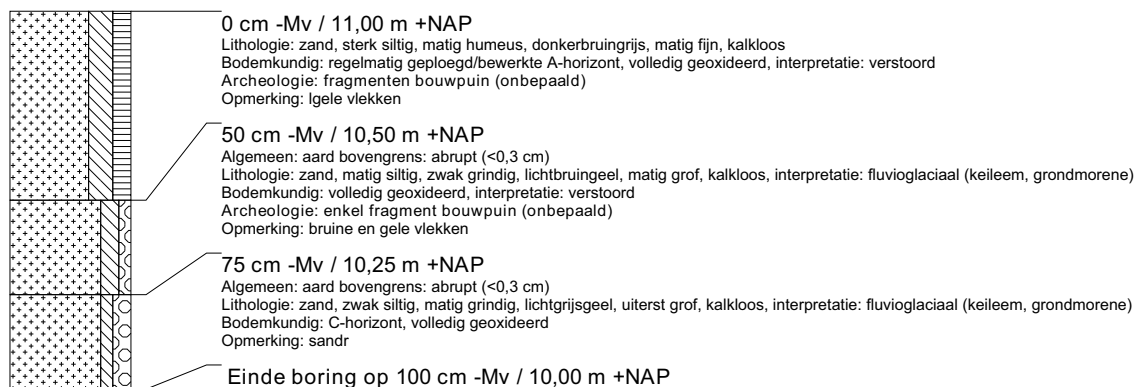 0 cm -Mv / 11,00 m +NAP
Lithologie: zand, sterk siltig, matig humeus, donkerbruingrijs, matig fijn, kalkloos
Bodemkundig: regelmatig geploegd/bewerkte A-horizont, volledig geoxideerd, interpretatie: verstoord
Archeologie: fragmenten bouwpuin (onbepaald)
Opmerking: lgele vlekken
50 cm -Mv / 10,50 m +NAP
Algemeen: aard bovengrens: abrupt (<0,3 cm)
Lithologie: zand, matig siltig, zwak grindig, lichtbruingeel, matig grof, kalkloos, interpretatie: fluvioglaciaal (keileem, grondmorene)
Bodemkundig: volledig geoxideerd, interpretatie: verstoord
Archeologie: enkel fragment bouwpuin (onbepaald)
Opmerking: bruine en gele vlekken
75 cm -Mv / 10,25 m +NAP
Algemeen: aard bovengrens: abrupt (<0,3 cm)
Lithologie: zand, zwak siltig, matig grindig, lichtgrijsgeel, uiterst grof, kalkloos, interpretatie: fluvioglaciaal (keileem, grondmorene)
Bodemkundig: C-horizont, volledig geoxideerd
Opmerking: sandr
Einde boring op 100 cm -Mv / 10,00 m +NAP